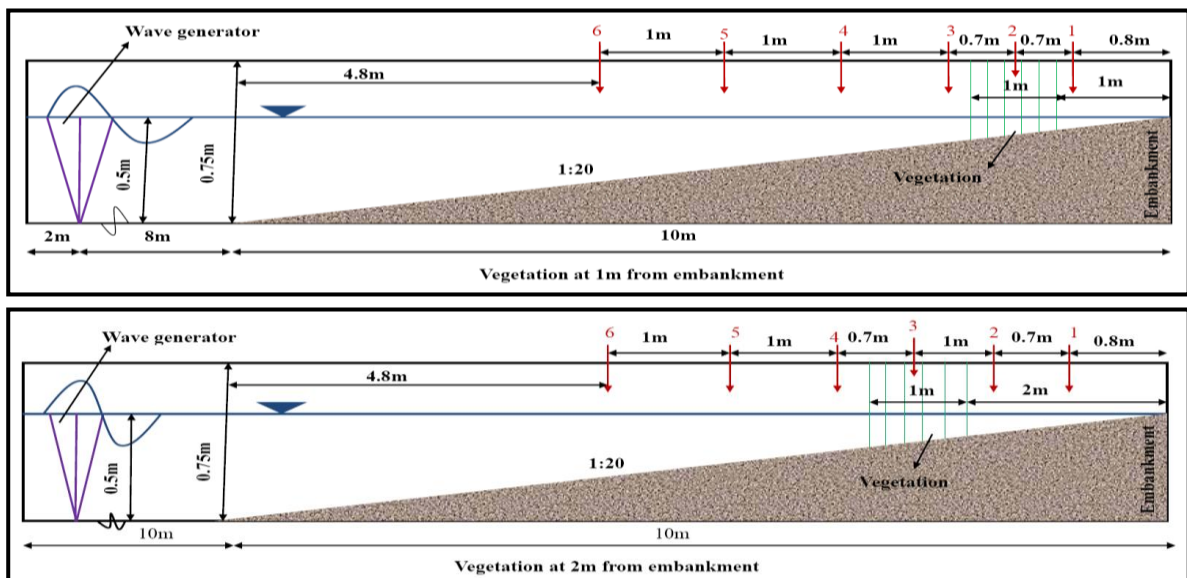 Wave generator
6
1m
5
1m
4
1m
3
0.7m
2
0.7m
1
0.8m
4.8m
1m
1m
0.5m
0.75m
1:20
Vegetation
Embankment
2m
8m
10m
Vegetation at 1m from embankment
Wave generator
6
1m
5
1m
4
0.7m
3
1m
2
0.7m
1
0.8m
4.8m
1m
2m
0.5m
0.75m
1:20
Vegetation
Embankment
10m
10m
Vegetation at 2m from embankment